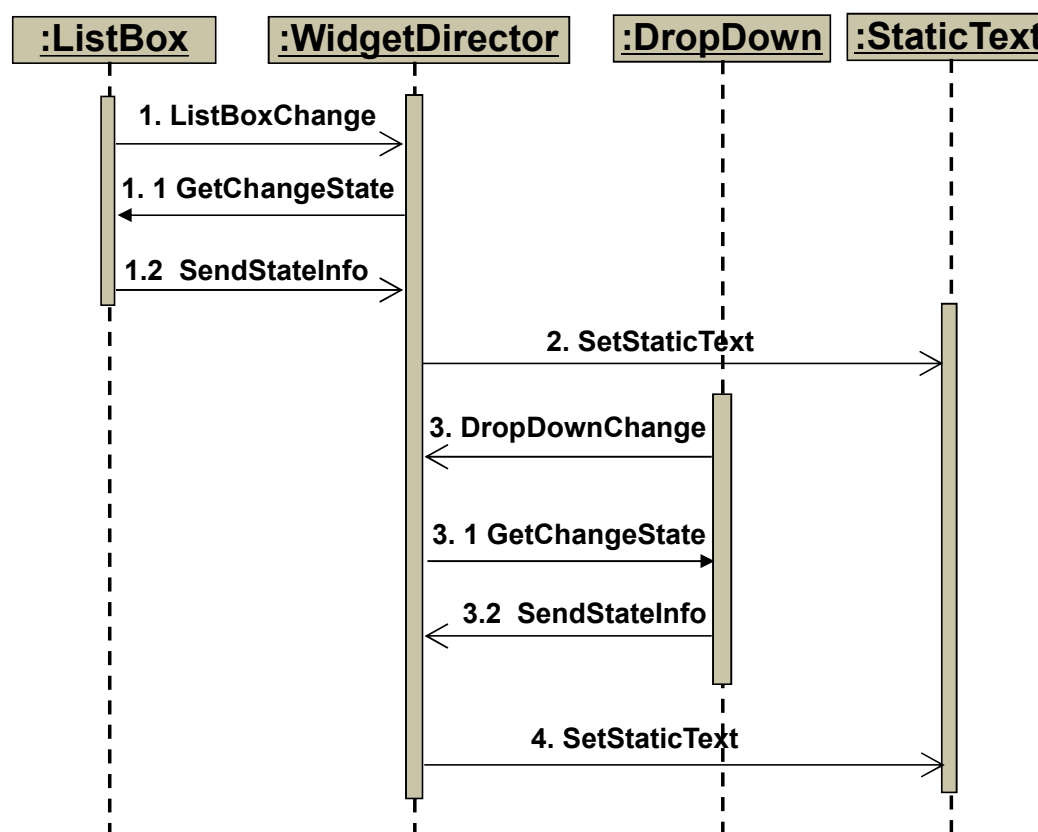 :ListBox
:WidgetDirector
:DropDown
:StaticText
1. ListBoxChange
1. 1 GetChangeState
1.2 SendStateInfo
2. SetStaticText
3. DropDownChange
3. 1 GetChangeState
3.2 SendStateInfo
4. SetStaticText